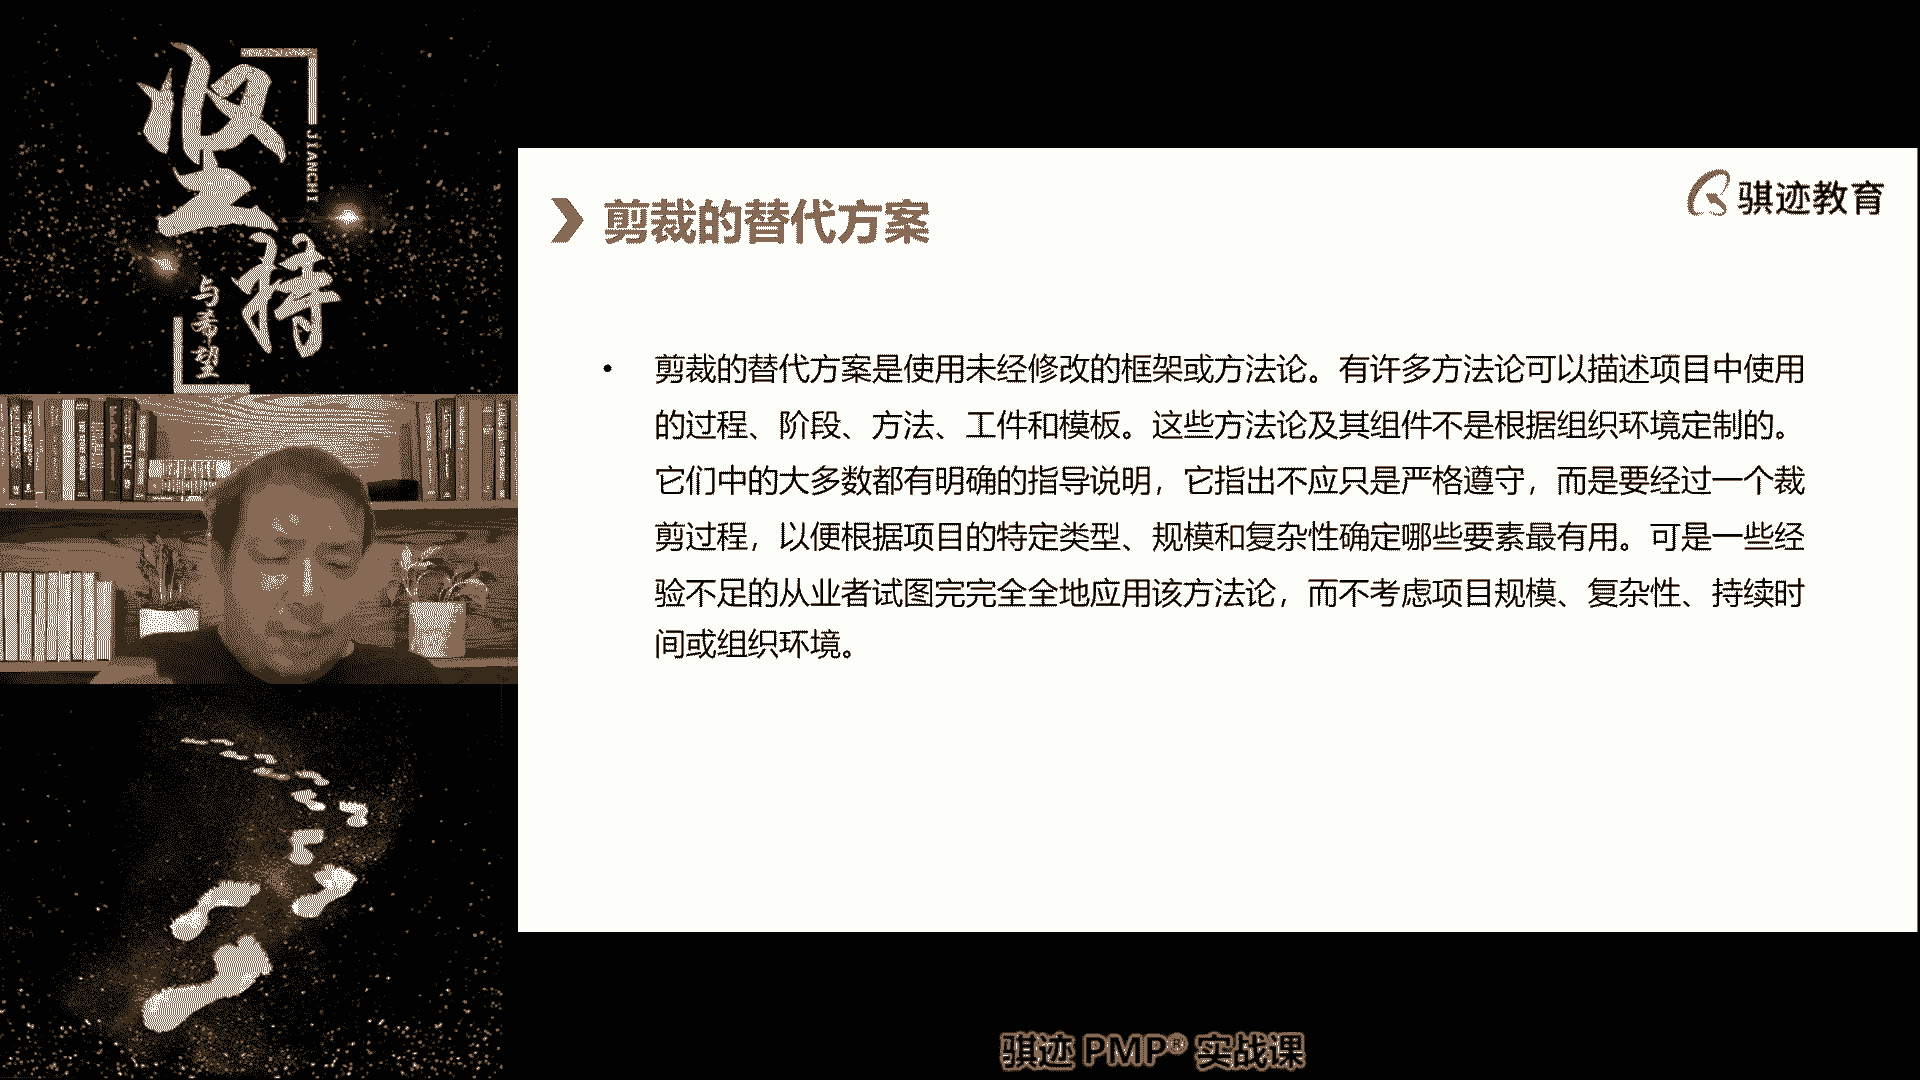 坚持
JIANCHI
与希望
骐迹教育
剪裁的替代方案
• 剪裁的替代方案是使用未经修改的框架或方法论。有许多方法论可以描述项目中使用
的过程、阶段、方法、工件和模板。这些方法论及其组件不是根据组织环境定制的。
它们中的大多数都有明确的指导说明，它指出不应只是严格遵守，而是要经过一个裁
剪过程，以便根据项目的特定类型、规模和复杂性确定哪些要素最有用。可是一些经
验不足的从业者试图完完全全地应用该方法论，而不考虑项目规模、复杂性、持续时
间或组织环境。
骐迹 PMP® 实战课